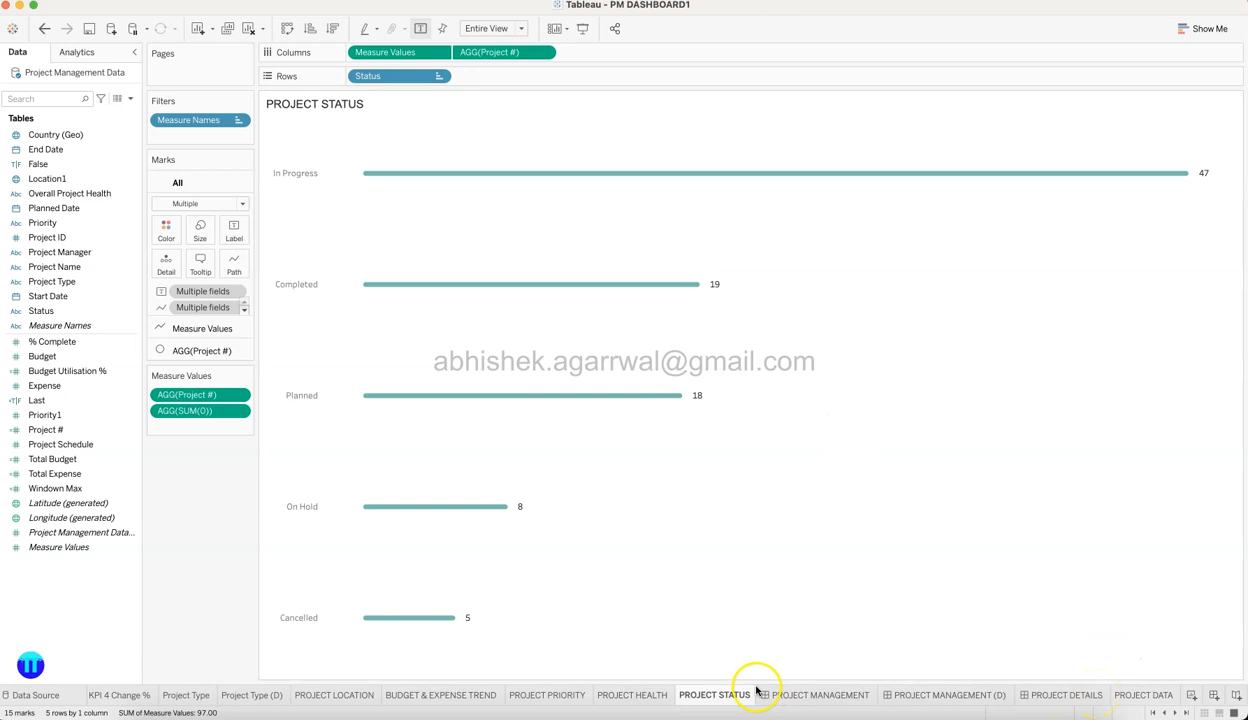 Tableau - PM DASHBOARD1
Entire View
Show Me
Data
Analytics
Pages
Columns
Measure Values
AGG(Project #)
Project Management Data
Rows
Status
Search
Filters
PROJECT STATUS
Tables
Measure Names
Country (Geo)
End Date
False
Location1
Overall Project Health
Planned Date
Priority
Project ID
Project Manager
Project Name
Project Type
Start Date
Status
Measure Names
% Complete
Budget
Budget Utilisation %
Expense
Last
Priority1
Project #
Project Schedule
Total Budget
Total Expense
Windown Max
Latitude (generated)
Longitude (generated)
Project Management Data...
Measure Values
Marks
All
Multiple
Color
Size
Label
Detail
Tooltip
Path
Multiple fields
Multiple fields
Measure Values
AGG(Project #)
Measure Values
AGG(Project #)
AGG(SUM(0))
In Progress 47
Completed 19
abhishek.agarrwal@gmail.com
Planned 18
On Hold 8
Cancelled 5
Data Source
KPI 4 Change %
Project Type
Project Type (D)
PROJECT LOCATION
BUDGET & EXPENSE TREND
PROJECT PRIORITY
PROJECT HEALTH
PROJECT STATUS
PROJECT MANAGEMENT
PROJECT MANAGEMENT (D)
PROJECT DETAILS
PROJECT DATA
15 marks
5 rows by 1 column
SUM of Measure Values: 97.00